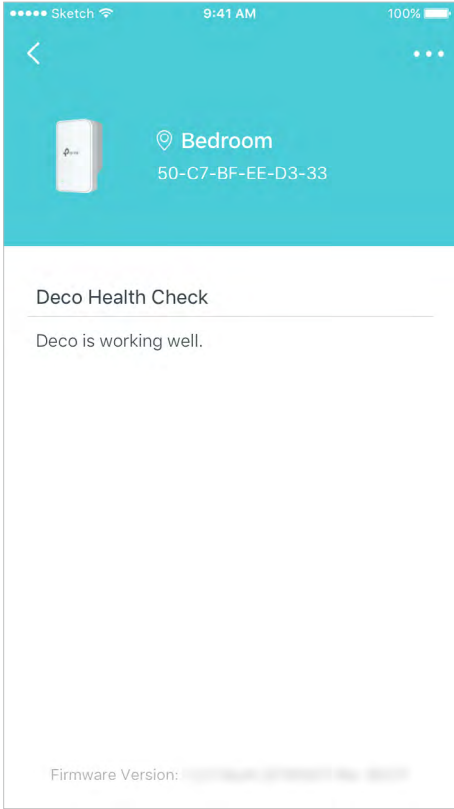 Sketch
9:41 AM
100%
Bedroom
50-C7-BF-EE-D3-33
Deco Health Check
Deco is working well.
Firmware Version: